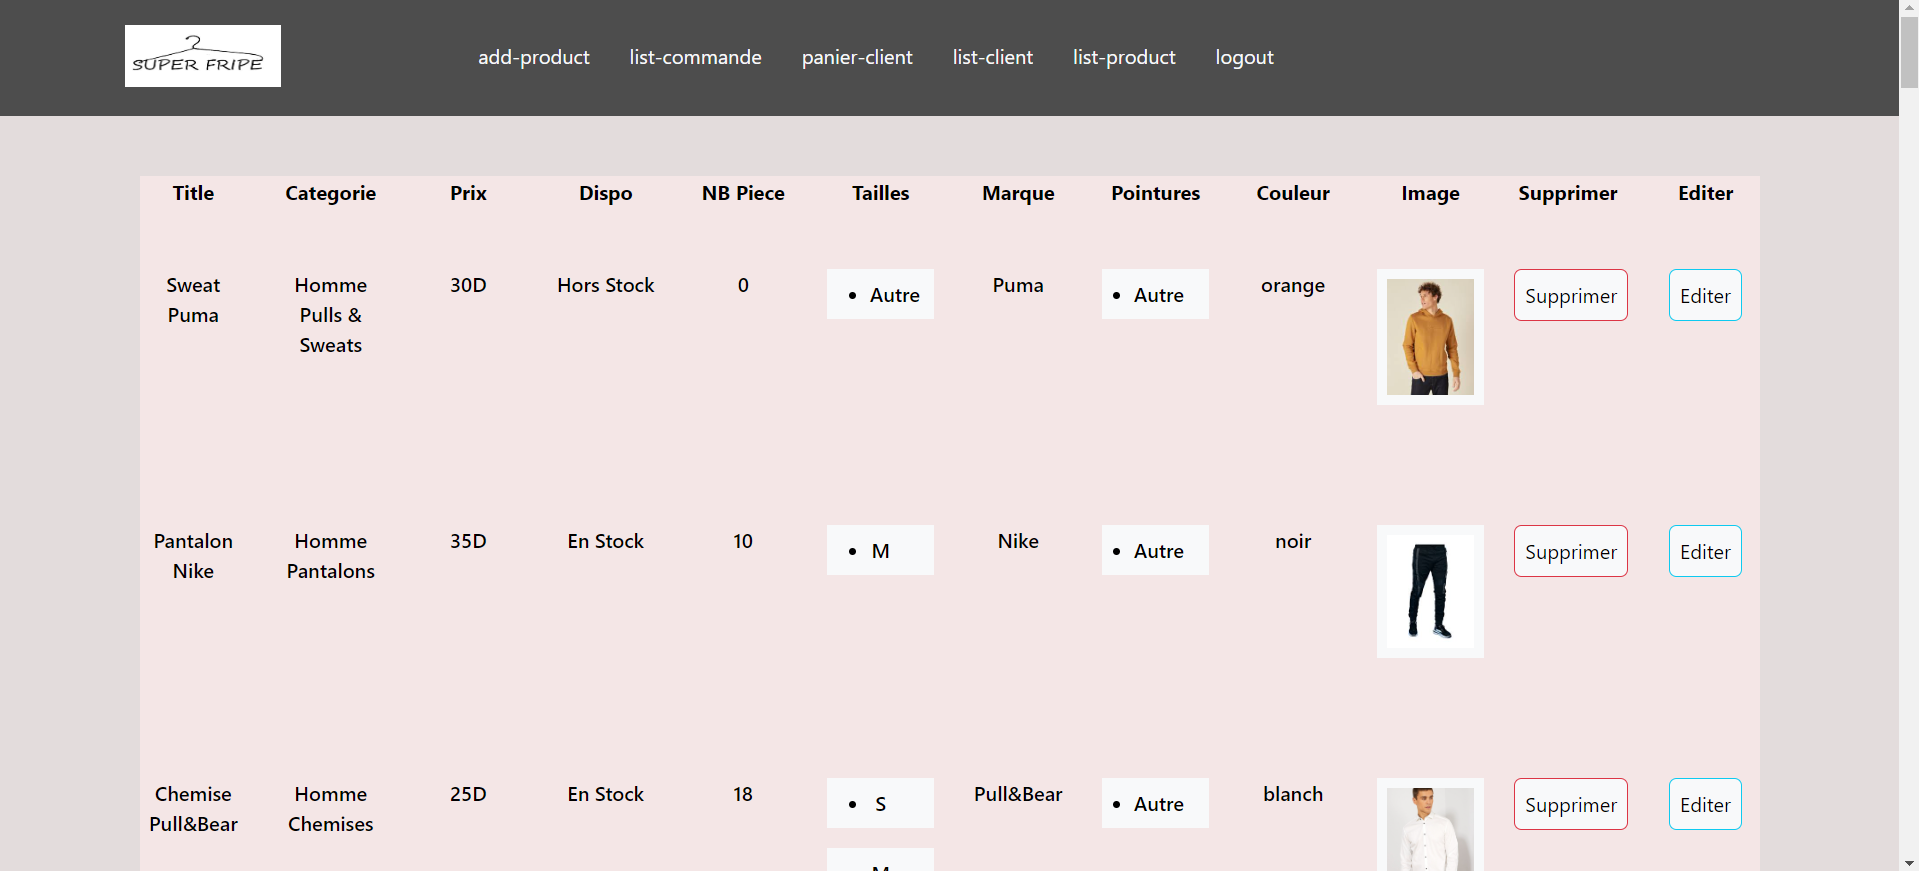 SUPER FRIPE
add-product list-commande panier-client list-client list-product logout
Title Categorie Prix Dispo NB Piece Tailles Marque Pointures Couleur Image Supprimer Editer
Sweat Homme 30D Hors Stock 0 • Autre Puma • Autre orange Supprimer Editer
Puma Pulls &
Sweats
Pantalon Homme 35D En Stock 10 • M Nike • Autre noir Supprimer Editer
Nike Pantalons
Chemise Homme 25D En Stock 18 • S Pull&Bear • Autre blanch Supprimer Editer
Pull&Bear Chemises
M